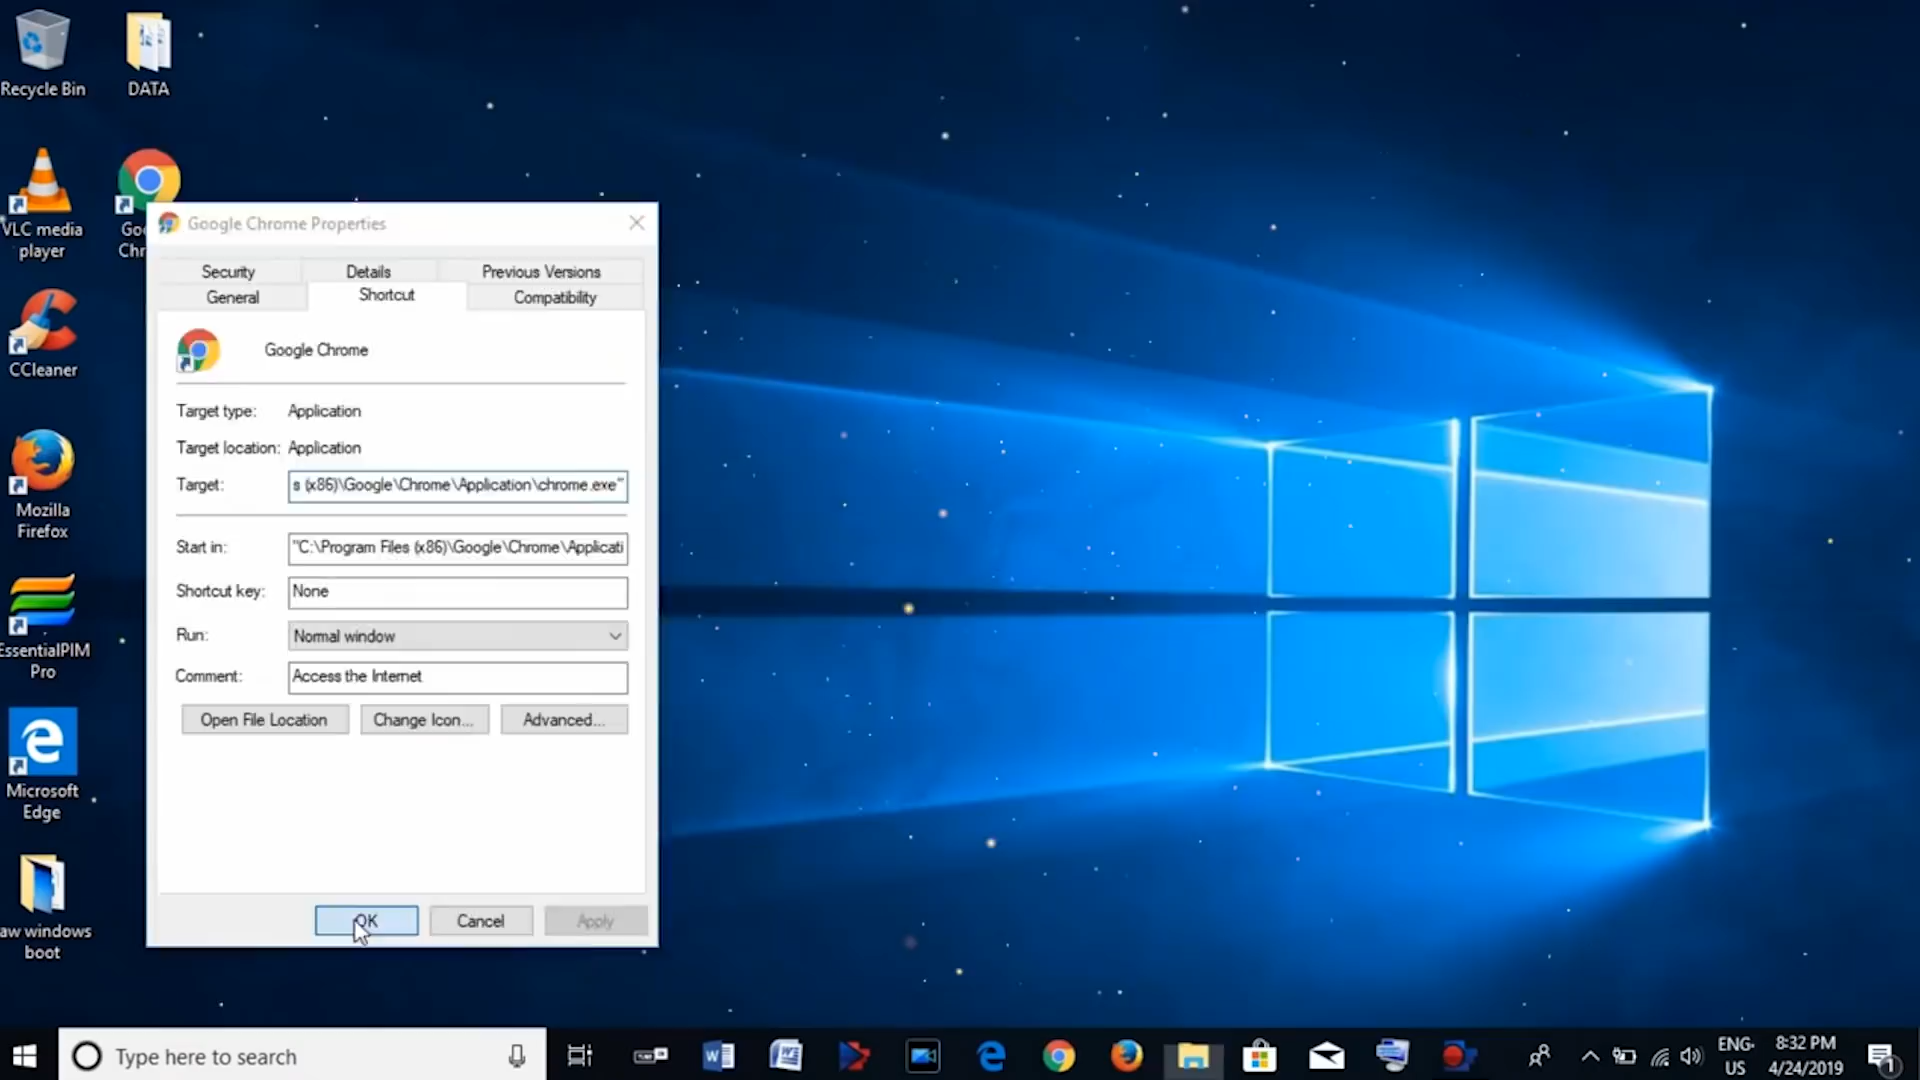 Recycle Bin
DATA
VLC media
player
CCleaner
Mozilla
Firefox
EssentialPIM
Pro
Microsoft
Edge
aw windows
boot
Google Chrome Properties
Security
Details
Previous Versions
General
Shortcut
Compatibility
Google Chrome
Target type: Application
Target location: Application
Target: s (x86)\Google\Chrome\Application\chrome.exe"
Start in: "C:\Program Files (x86)\Google\Chrome\Applicati
Shortcut key: None
Run: Normal window
Comment: Access the Internet
Open File Location
Change Icon...
Advanced...
OK
Cancel
Apply
Type here to search
ENG
US
8:32 PM
4/24/2019
1